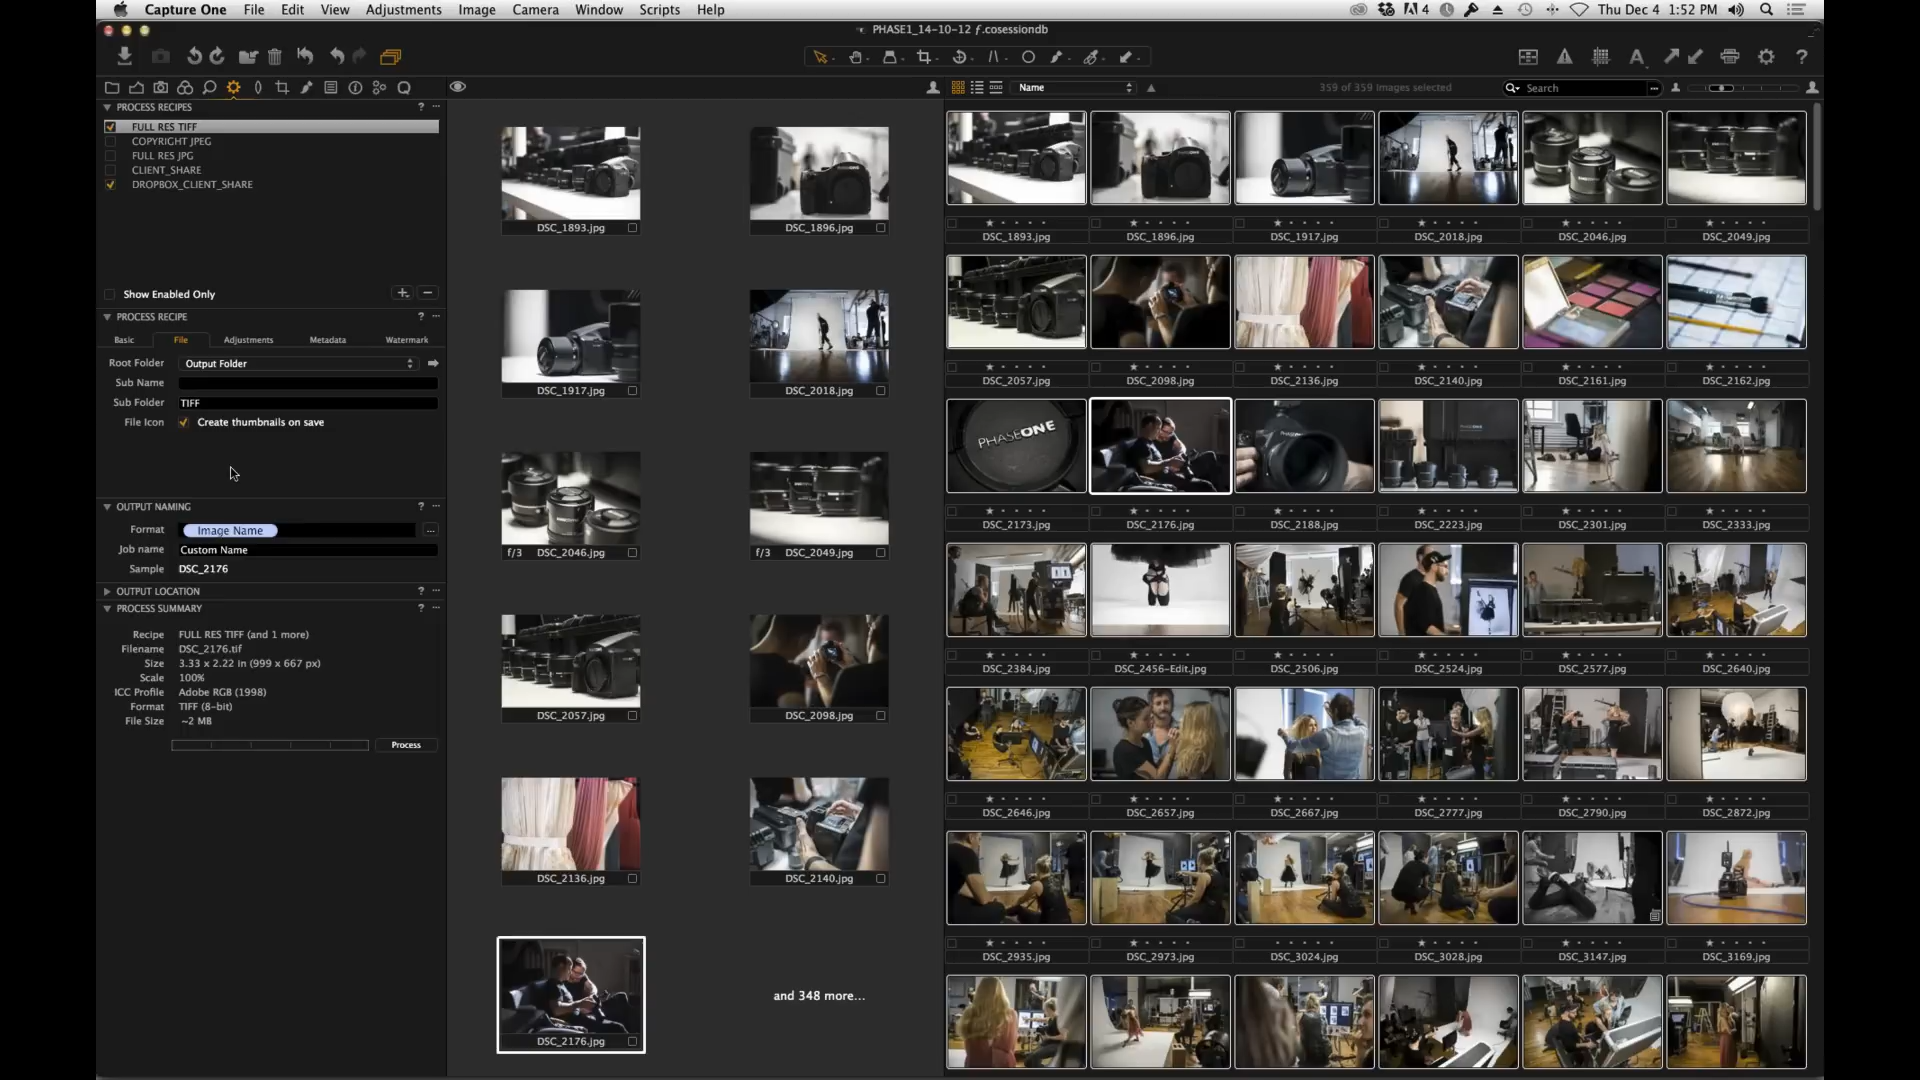 Capture One File Edit View Adjustments Image Camera Window Scripts Help
4 Thu Dec 4 1:52 PM
PHASE1_14-10-12 f.cosessiondb
Name
359 of 359 Images selected
Search
PROCESS RECIPES ? ...
FULL RES TIFF
COPYRIGHT JPEG
FULL RES JPG
CLIENT_SHARE
DROPBOX_CLIENT_SHARE
Show Enabled Only
PROCESS RECIPE ? ...
Basic File Adjustments Metadata Watermark
Root Folder Output Folder
Sub Name
Sub Folder TIFF
File Icon Create thumbnails on save
OUTPUT NAMING ? ...
Format Image Name ...
Job name Custom Name
Sample DSC_2176
OUTPUT LOCATION ? ...
PROCESS SUMMARY ? ...
Recipe FULL RES TIFF (and 1 more)
Filename DSC_2176.tif
Size 3.33 x 2.22 in (999 x 667 px)
Scale 100%
ICC Profile Adobe RGB (1998)
Format TIFF (8-bit)
File Size ~2 MB
Process
DSC_1893.jpg DSC_1896.jpg
DSC_1917.jpg DSC_2018.jpg
f/3 DSC_2046.jpg f/3 DSC_2049.jpg
DSC_2057.jpg DSC_2098.jpg
DSC_2136.jpg DSC_2140.jpg
DSC_2176.jpg and 348 more...
DSC_1893.jpg DSC_1896.jpg DSC_1917.jpg DSC_2018.jpg DSC_2046.jpg DSC_2049.jpg
DSC_2057.jpg DSC_2098.jpg DSC_2136.jpg DSC_2140.jpg DSC_2161.jpg DSC_2162.jpg
PHASEONE
DSC_2173.jpg DSC_2176.jpg DSC_2188.jpg DSC_2223.jpg DSC_2301.jpg DSC_2333.jpg
DSC_2384.jpg DSC_2456-Edit.jpg DSC_2506.jpg DSC_2524.jpg DSC_2577.jpg DSC_2640.jpg
DSC_2646.jpg DSC_2657.jpg DSC_2667.jpg DSC_2777.jpg DSC_2790.jpg DSC_2872.jpg
DSC_2935.jpg DSC_2973.jpg DSC_3024.jpg DSC_3028.jpg DSC_3147.jpg DSC_3169.jpg